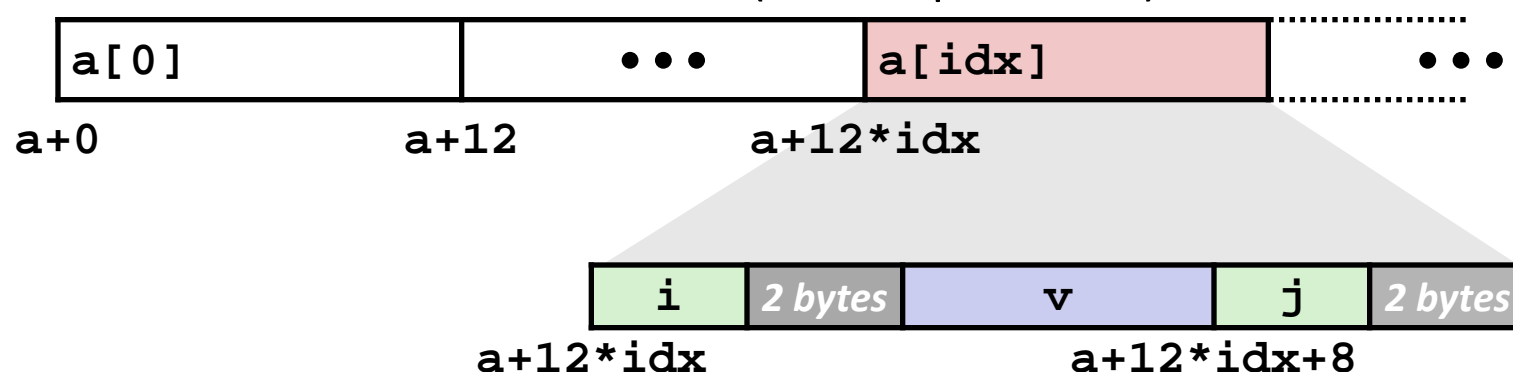 a[0] ••• a[idx] •••
a+0 a+12 a+12*idx
i 2 bytes v j 2 bytes
a+12*idx a+12*idx+8